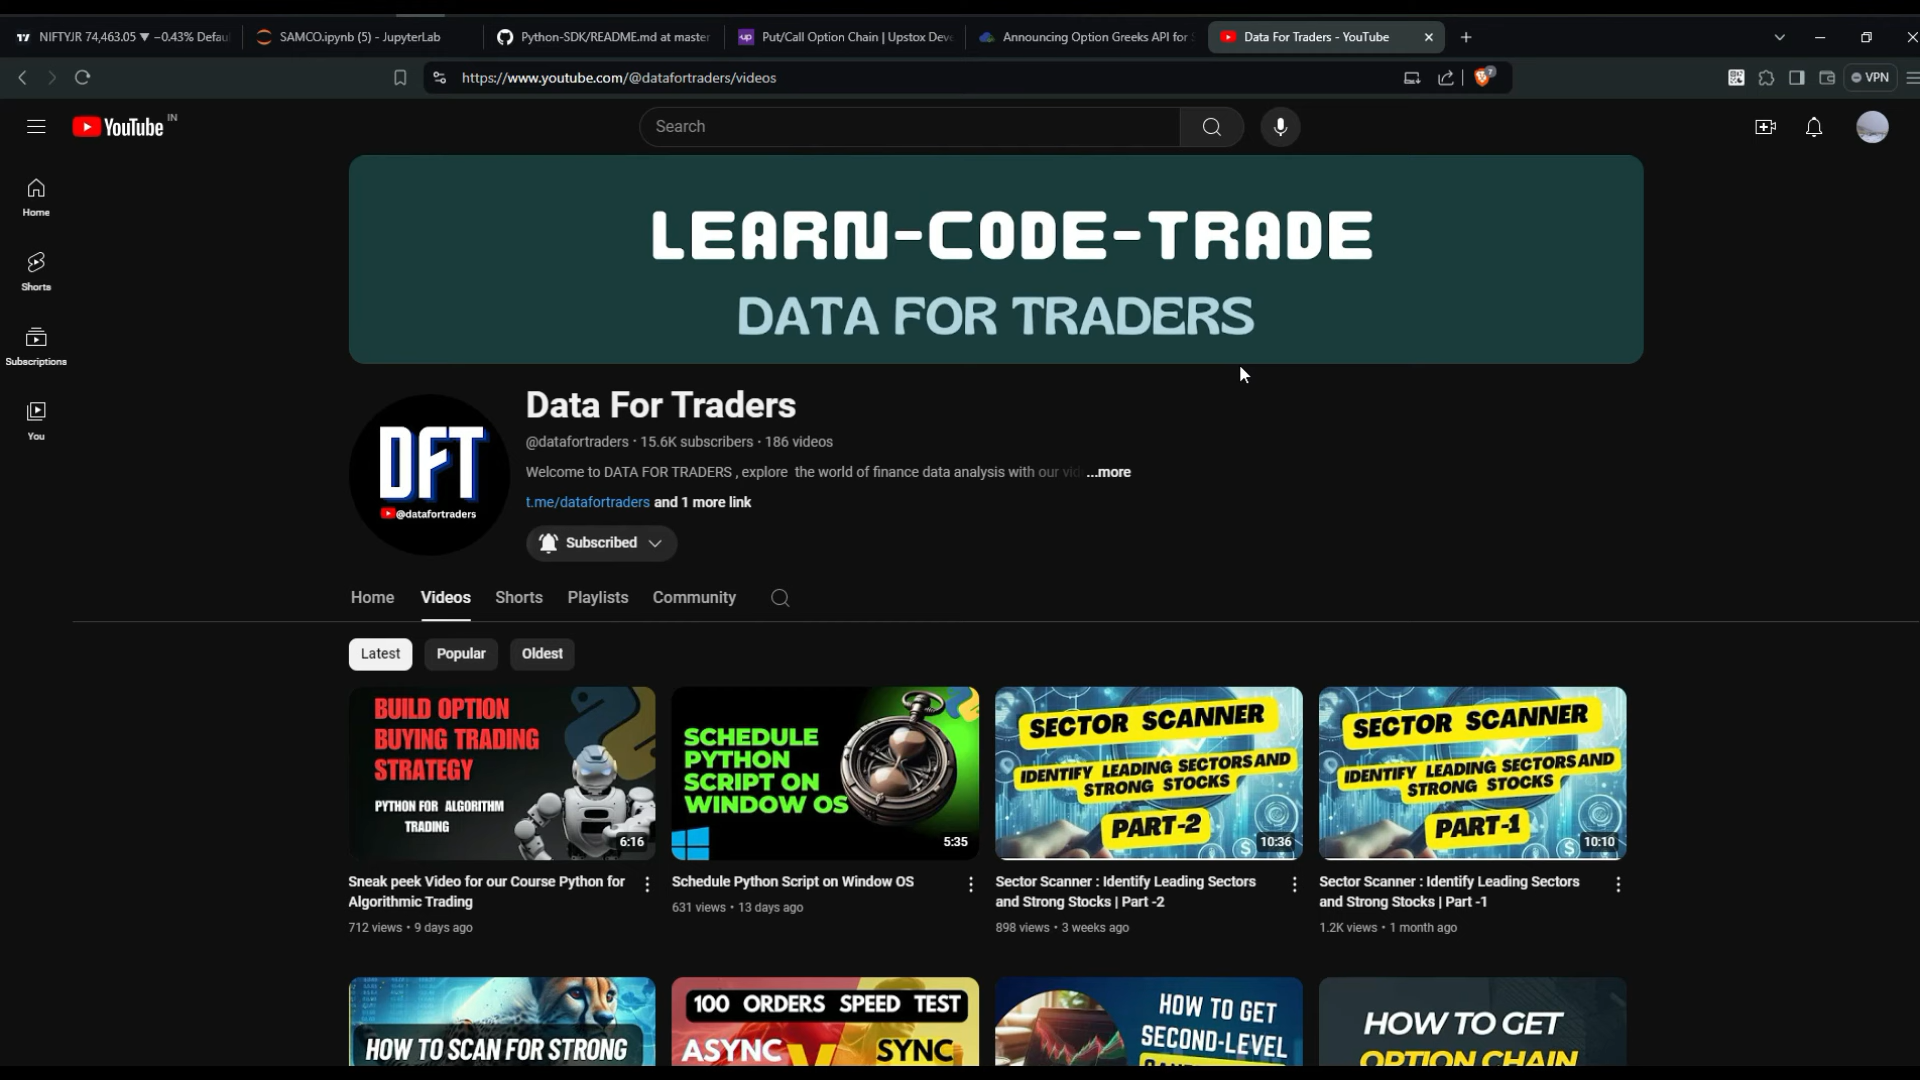 NIFTYJR 74,463.05 ▼ −0.43% Defau
SAMCO.ipynb (5) - JupyterLab
Python-SDK/README.md at master
Put/Call Option Chain | Upstox Deve
Announcing Option Greeks API for
Data For Traders - YouTube
https://www.youtube.com/@datafortraders/videos
7
VPN
YouTube IN
Search
Home
Shorts
Subscriptions
You
LEARN-CODE-TRADE
DATA FOR TRADERS
DFT
@datafortraders
Data For Traders
@datafortraders · 15.6K subscribers · 186 videos
Welcome to DATA FOR TRADERS , explore the world of finance data analysis with our vid ...more
t.me/datafortraders and 1 more link
Subscribed
Home Videos Shorts Playlists Community
Latest Popular Oldest
BUILD OPTION
BUYING TRADING
STRATEGY
PYTHON FOR ALGORITHM
TRADING
6:16
Sneak peek Video for our Course Python for
Algorithmic Trading
712 views · 9 days ago
SCHEDULE
PYTHON
SCRIPT ON
WINDOW OS
5:35
Schedule Python Script on Window OS
631 views · 13 days ago
SECTOR SCANNER
IDENTIFY LEADING SECTORS AND
STRONG STOCKS
PART-2
10:36
Sector Scanner : Identify Leading Sectors
and Strong Stocks | Part -2
898 views · 3 weeks ago
SECTOR SCANNER
IDENTIFY LEADING SECTORS AND
STRONG STOCKS
PART-1
10:10
Sector Scanner : Identify Leading Sectors
and Strong Stocks | Part -1
1.2K views · 1 month ago
HOW TO SCAN FOR STRONG
100 ORDERS SPEED TEST
ASYNC V SYNC
HOW TO GET
SECOND-LEVEL
HOW TO GET
OPTION CHAIN